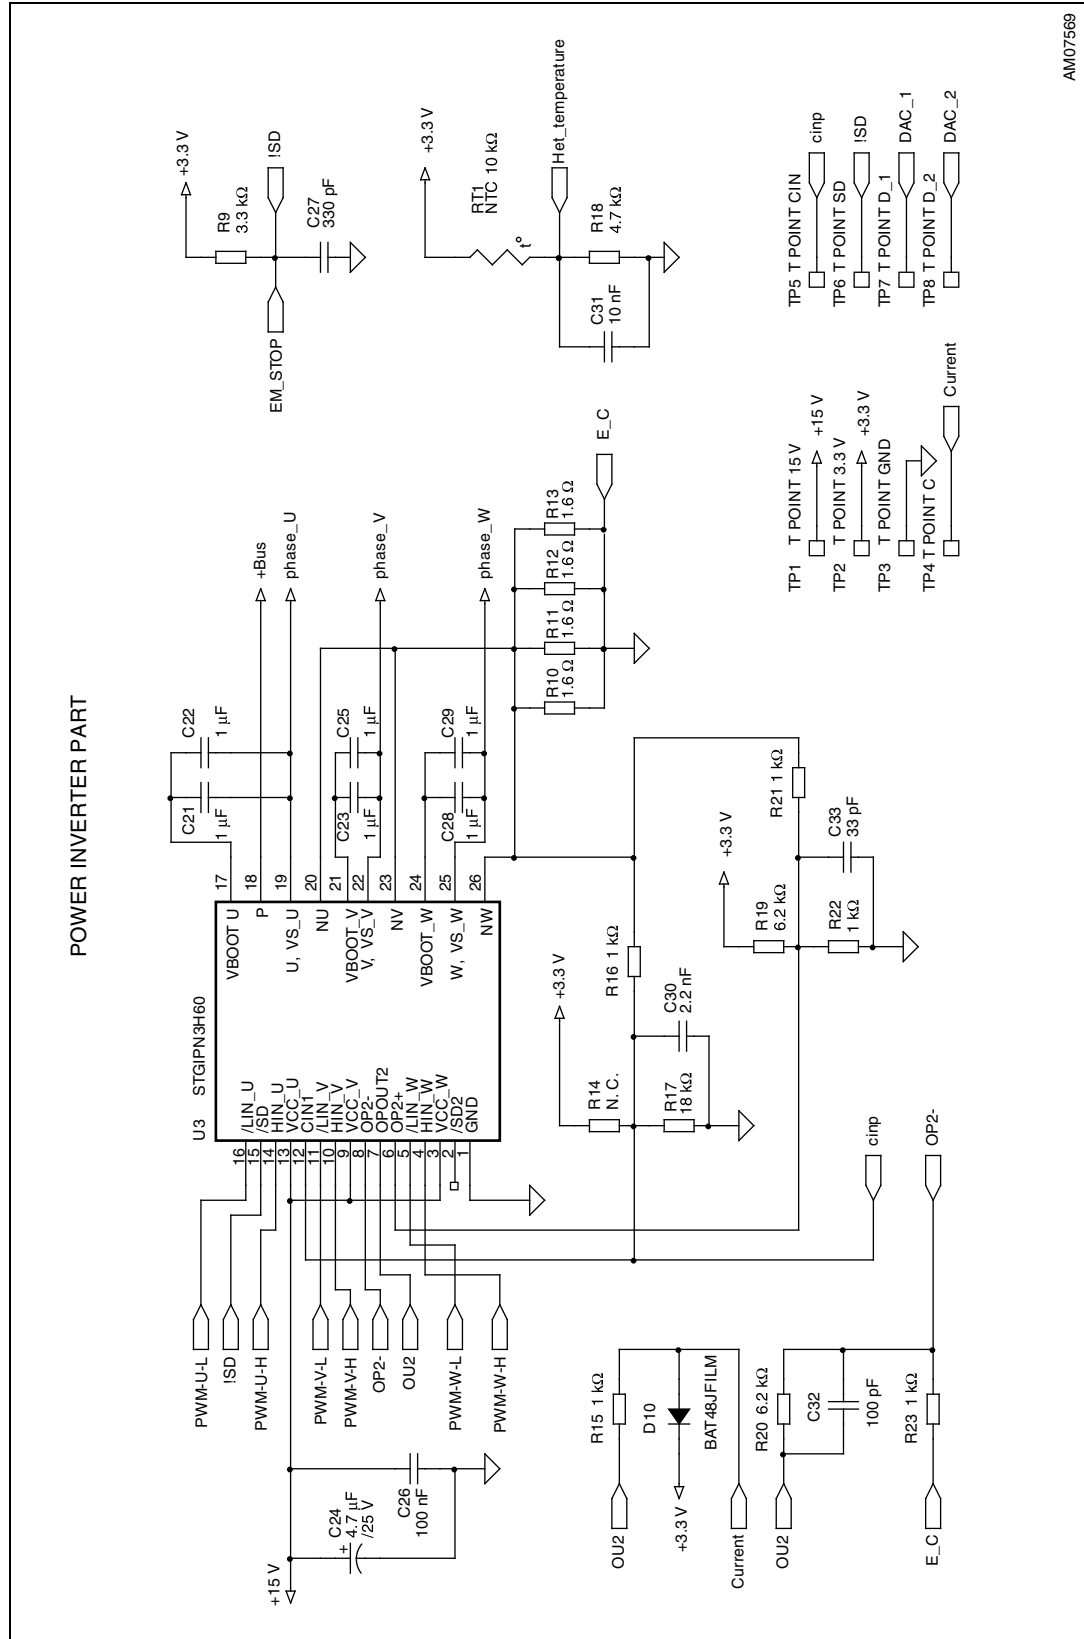 POWER INVERTER PART
+3.3 V
R9
3.3 kΩ
!SD
EM_STOP
C27
330 pF
+3.3 V
RT1
NTC 10 kΩ
t°
Het_temperature
R18
4.7 kΩ
C31
10 nF
C21
1 µF
C22
1 µF
+Bus
phase_U
C23
1 µF
C25
1 µF
phase_V
C28
1 µF
C29
1 µF
phase_W
R10
1.6 Ω
R11
1.6 Ω
R12
1.6 Ω
R13
1.6 Ω
E_C
U3 STGIPN3H60
16 /LIN_U
15 /SD
14 HIN_U
13 VCC_U
12 CIN1
11 /LIN_V
10 HIN_V
9 VCC_V
8 OP2-
7 OPOUT2
6 OP2+
5 /LIN_W
4 HIN_W
3 VCC_W
2 /SD2
1 GND
VBOOT U 17
P 18
U, VS_U 19
NU 20
VBOOT_V 21
V, VS_V 22
NV 23
VBOOT_W 24
W, VS_W 25
NW 26
PWM-U-L
!SD
PWM-U-H
PWM-V-L
PWM-V-H
OP2-
OU2
PWM-W-L
PWM-W-H
+15 V
C24
4.7 µF
/25 V
+
C26
100 nF
+3.3 V
R14
N. C.
R16 1 kΩ
R17
18 kΩ
C30
2.2 nF
+3.3 V
R19
6.2 kΩ
R21 1 kΩ
R22
1 kΩ
C33
33 pF
cinp
OP2-
OU2
R15 1 kΩ
D10
BAT48JFILM
+3.3 V
Current
OU2
R20 6.2 kΩ
C32
100 pF
R23 1 kΩ
E_C
TP1 T POINT 15 V
+15 V
TP2 T POINT 3.3 V
+3.3 V
TP3 T POINT GND
TP4 T POINT C
Current
TP5 T POINT CIN
cinp
TP6 T POINT SD
!SD
TP7 T POINT D_1
DAC_1
TP8 T POINT D_2
DAC_2
AM07569